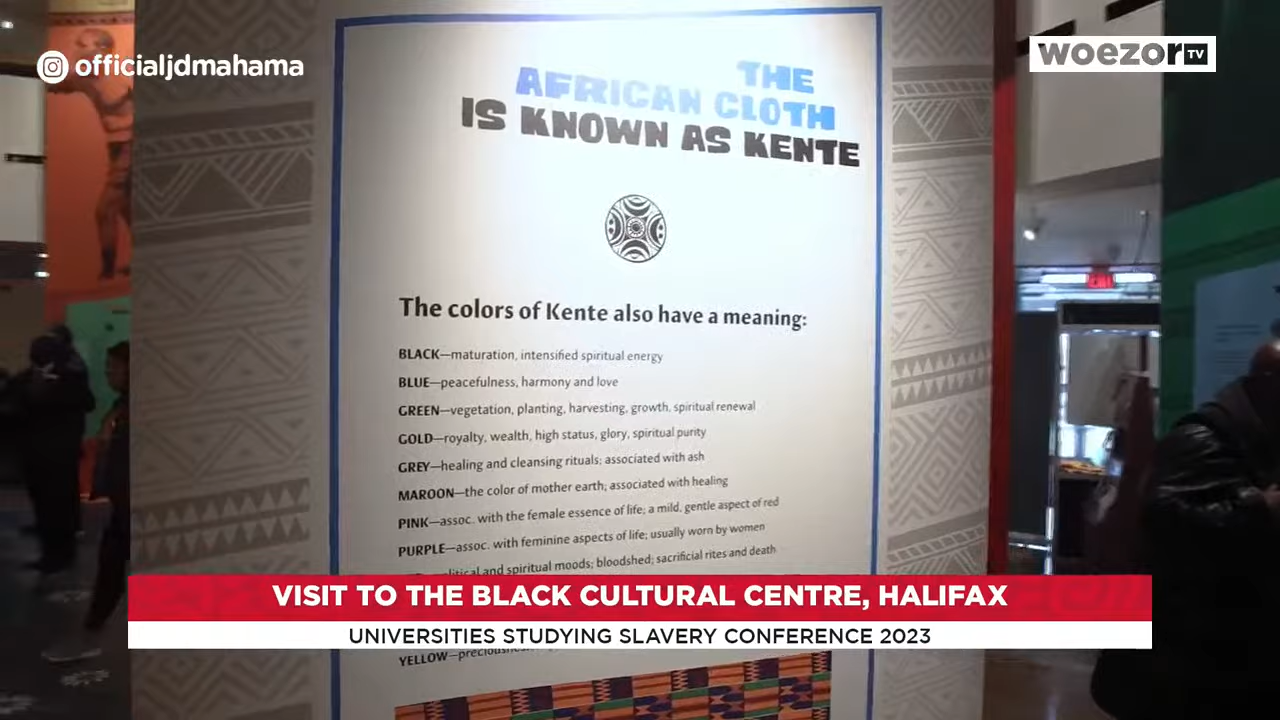 officialjdmahama
woezor TV
THE
AFRICAN CLOTH
IS KNOWN AS KENTE
The colors of Kente also have a meaning:
BLACK—maturation, intensified spiritual energy
BLUE—peacefulness, harmony and love
GREEN—vegetation, planting, harvesting, growth, spiritual renewal
GOLD—royalty, wealth, high status, glory, spiritual purity
GREY—healing and cleansing rituals; associated with ash
MAROON—the color of mother earth; associated with healing
PINK—assoc. with the female essence of life; a mild, gentle aspect of red
PURPLE—assoc. with feminine aspects of life; usually worn by women
and spiritual moods; bloodshed; sacrificial rites and death
VISIT TO THE BLACK CULTURAL CENTRE, HALIFAX
UNIVERSITIES STUDYING SLAVERY CONFERENCE 2023
YELLOW—